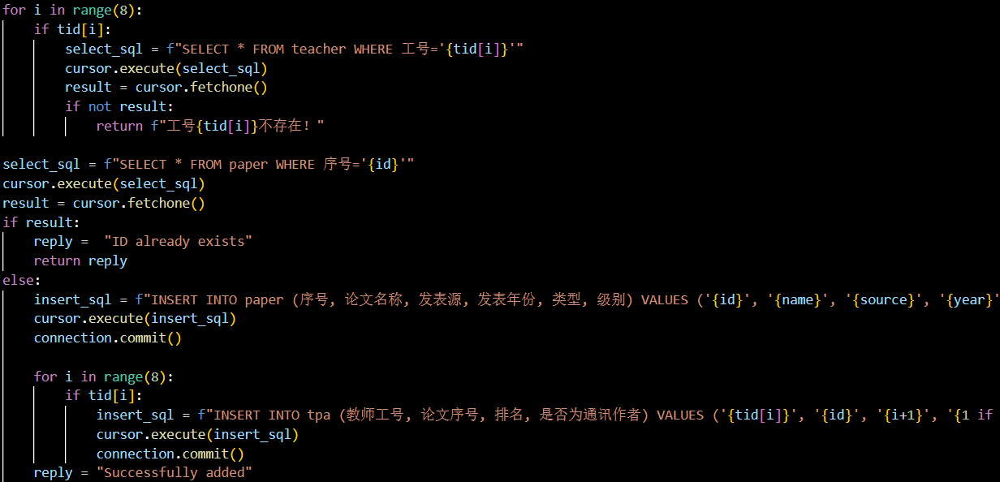 for i in range(8):
    if tid[i]:
        select_sql = f"SELECT * FROM teacher WHERE 工号='{tid[i]}'"
        cursor.execute(select_sql)
        result = cursor.fetchone()
        if not result:
            return f"工号{tid[i]}不存在！"
select_sql = f"SELECT * FROM paper WHERE 序号='{id}'"
cursor.execute(select_sql)
result = cursor.fetchone()
if result:
    reply =  "ID already exists"
    return reply
else:
    insert_sql = f"INSERT INTO paper (序号, 论文名称, 发表源, 发表年份, 类型, 级别) VALUES ('{id}', '{name}', '{source}', '{year}'
    cursor.execute(insert_sql)
    connection.commit()
    for i in range(8):
        if tid[i]:
            insert_sql = f"INSERT INTO tpa (教师工号, 论文序号, 排名, 是否为通讯作者) VALUES ('{tid[i]}', '{id}', '{i+1}', '{1 if
            cursor.execute(insert_sql)
            connection.commit()
    reply = "Successfully added"